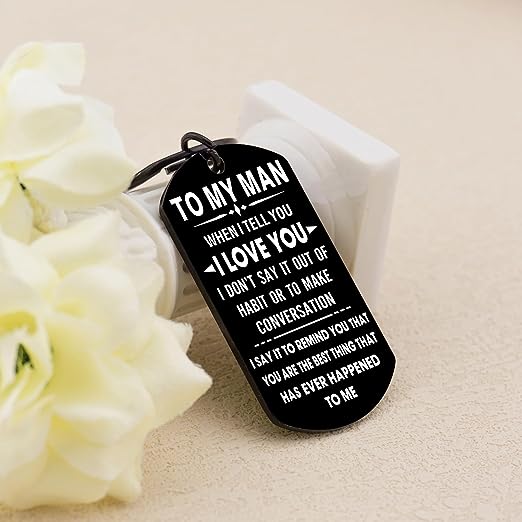 TO MY MAN
WHEN I TELL YOU
I LOVE YOU
I DON'T SAY IT OUT OF
HABIT OR TO MAKE
CONVERSATION
I SAY IT TO REMIND YOU THAT
YOU ARE THE BEST THING THAT
HAS EVER HAPPENED
TO ME